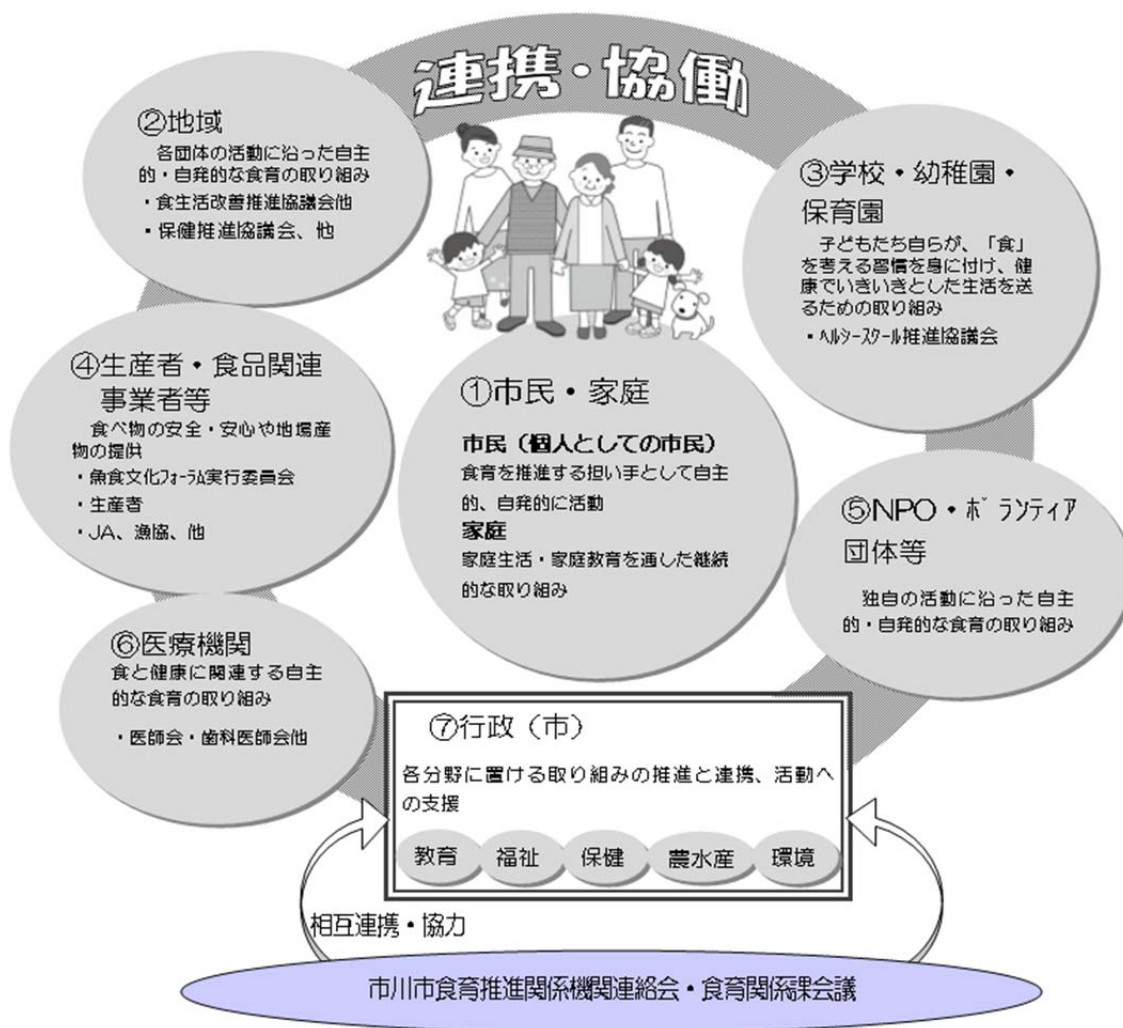 連携・協働
①市民・家庭
市民（個人としての市民）
食育を推進する担い手として自主
的、自発的に活動
家庭
家庭生活・家庭教育を通した継続
的な取り組み
②地域
各団体の活動に沿った自主
的・自発的な食育の取り組み
・食生活改善推進協議会他
・保健推進協議会、他
③学校・幼稚園・
保育園
子どもたち自らが、「食」
を考える習慣を身に付け、健
康でいきいきとした生活を送
るための取り組み
・ﾍﾙｼｰｽｸｰﾙ推進協議会
④生産者・食品関連
事業者等
食べ物の安全・安心や地場産
物の提供
・魚食文化ﾌｫｰﾗﾑ実行委員会
・生産者
・JA、漁協、他
⑤NPO・ﾎﾞﾗﾝﾃｨｱ
団体等
独自の活動に沿った自主
的・自発的な食育の取り組み
⑥医療機関
食と健康に関連する自主
的な食育の取り組み
・医師会・歯科医師会他
⑦行政（市）
各分野に置ける取り組みの推進と連携、活動へ
の支援
教育 福祉 保健 農水産 環境
相互連携・協力
市川市食育推進関係機関連絡会・食育関係課会議